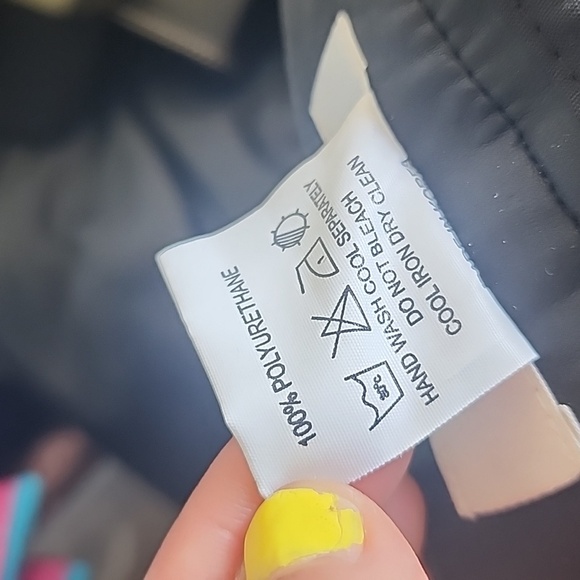 100% POLYURETHANE
HAND WASH COOL SEPARATELY
DO NOT BLEACH
COOL IRON DRY CLEAN